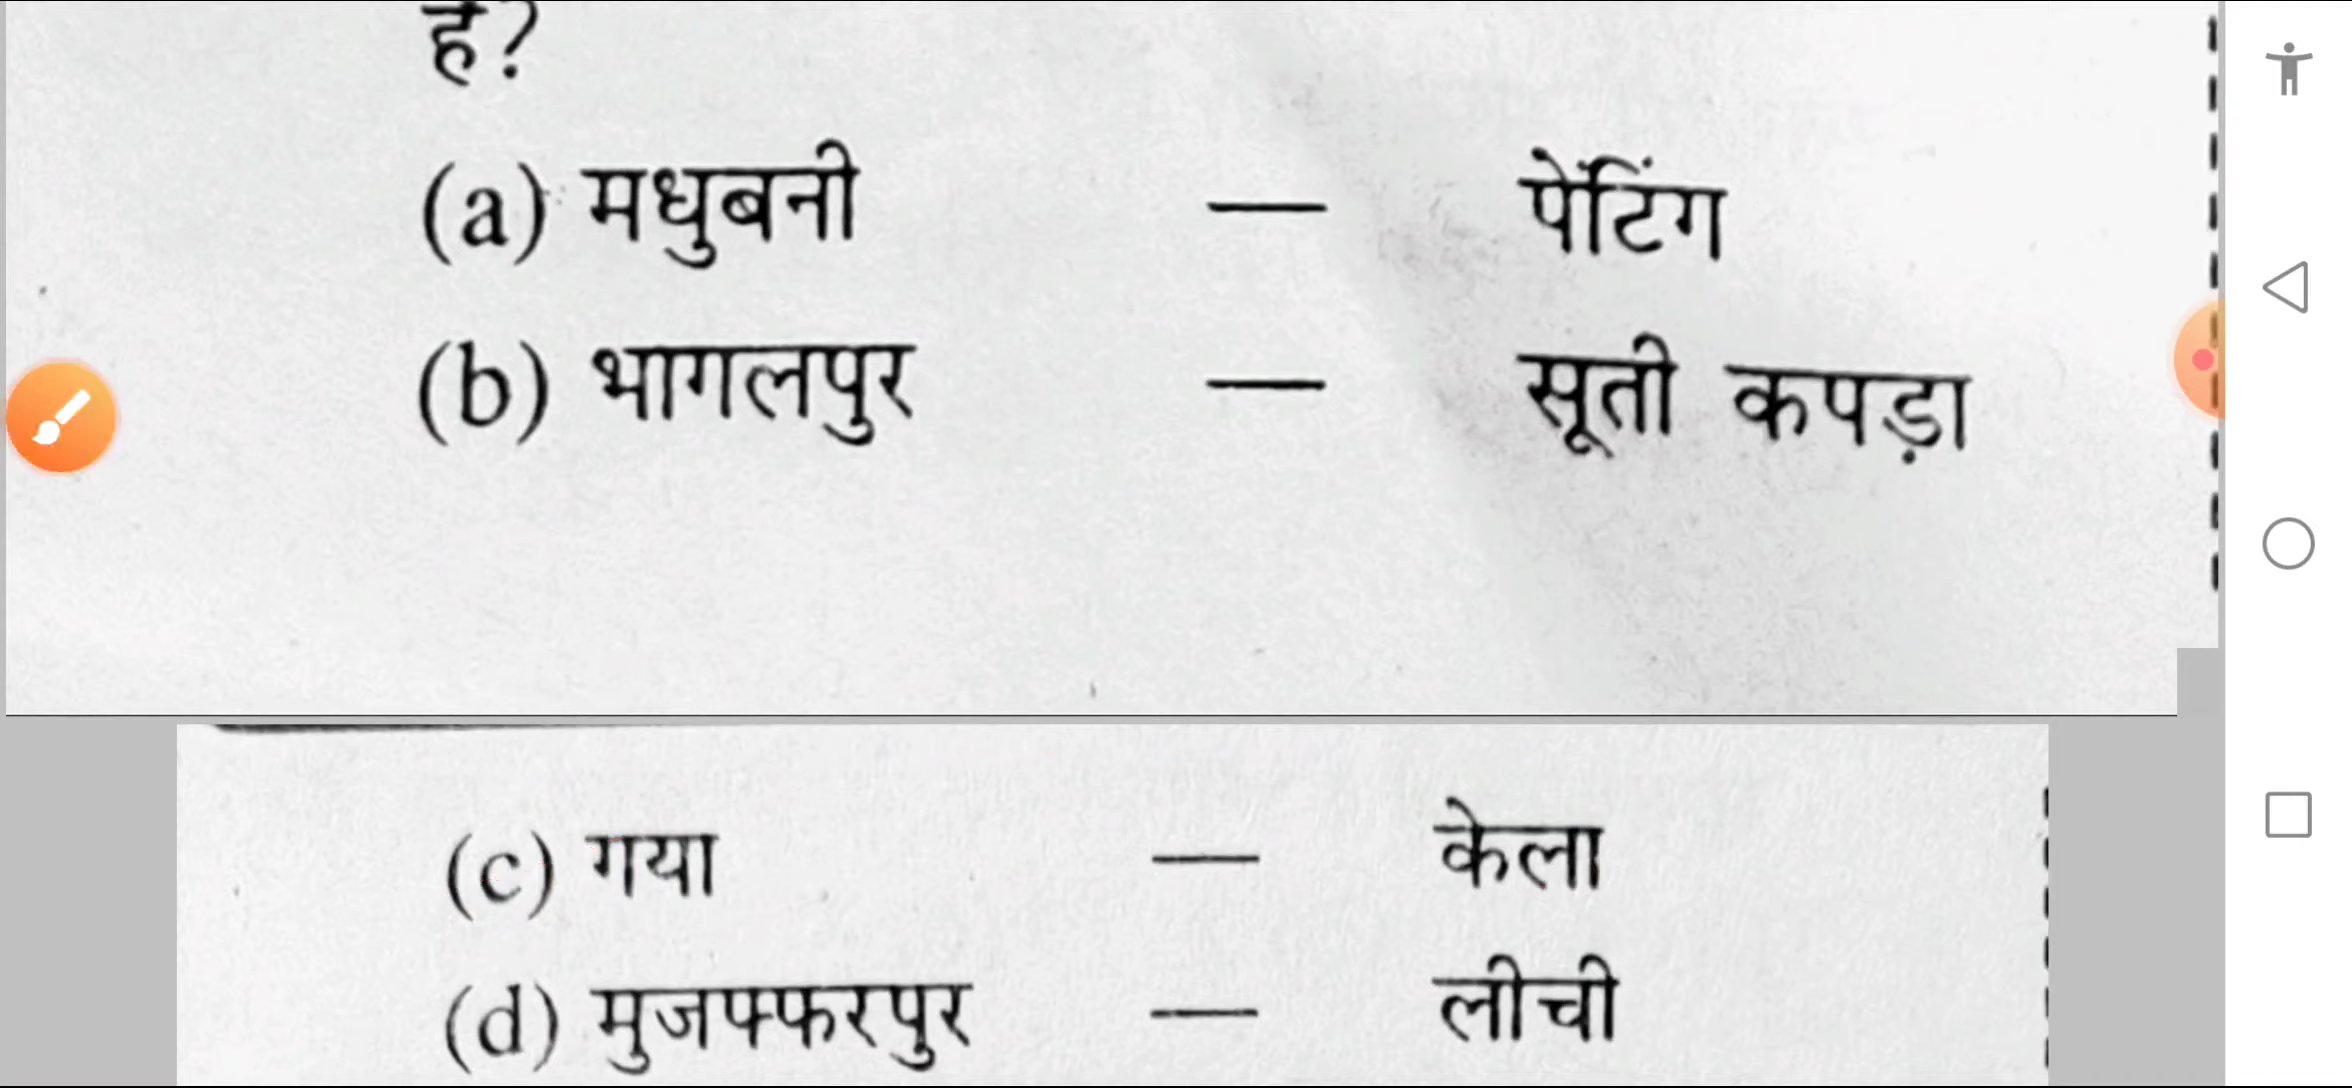 है?
(a) मधुबनी — पेंटिंग
(b) भागलपुर — सूती कपड़ा
(c) गया — केला
(d) मुजफ्फरपुर — लीची